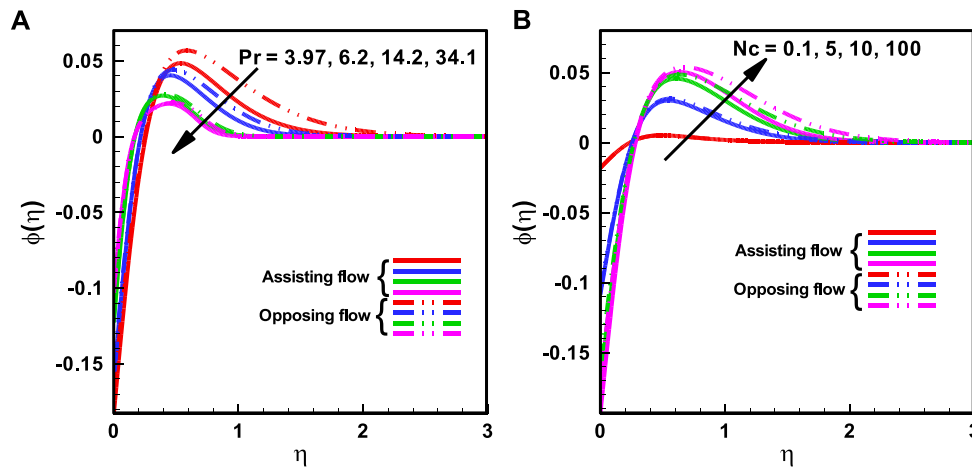 A
Pr = 3.97, 6.2, 14.2, 34.1
0.05
0
-0.05
-0.1
-0.15
ϕ(η)
Assisting flow
Opposing flow
0 1 2 3
η
B
Nc = 0.1, 5, 10, 100
0.05
0
-0.05
-0.1
-0.15
ϕ(η)
Assisting flow
Opposing flow
0 1 2 3
η